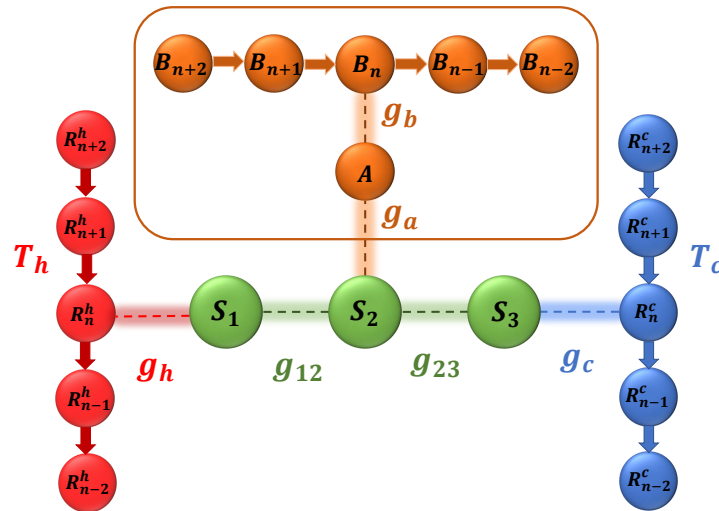 B_{n+2} B_{n+1} B_n B_{n-1} B_{n-2}
g_b
A
g_a
R^h_{n+2}
R^h_{n+1}
T_h
R^h_n
R^h_{n-1}
R^h_{n-2}
S_1 S_2 S_3
g_h g_{12} g_{23} g_c
R^c_{n+2}
R^c_{n+1}
T_c
R^c_n
R^c_{n-1}
R^c_{n-2}